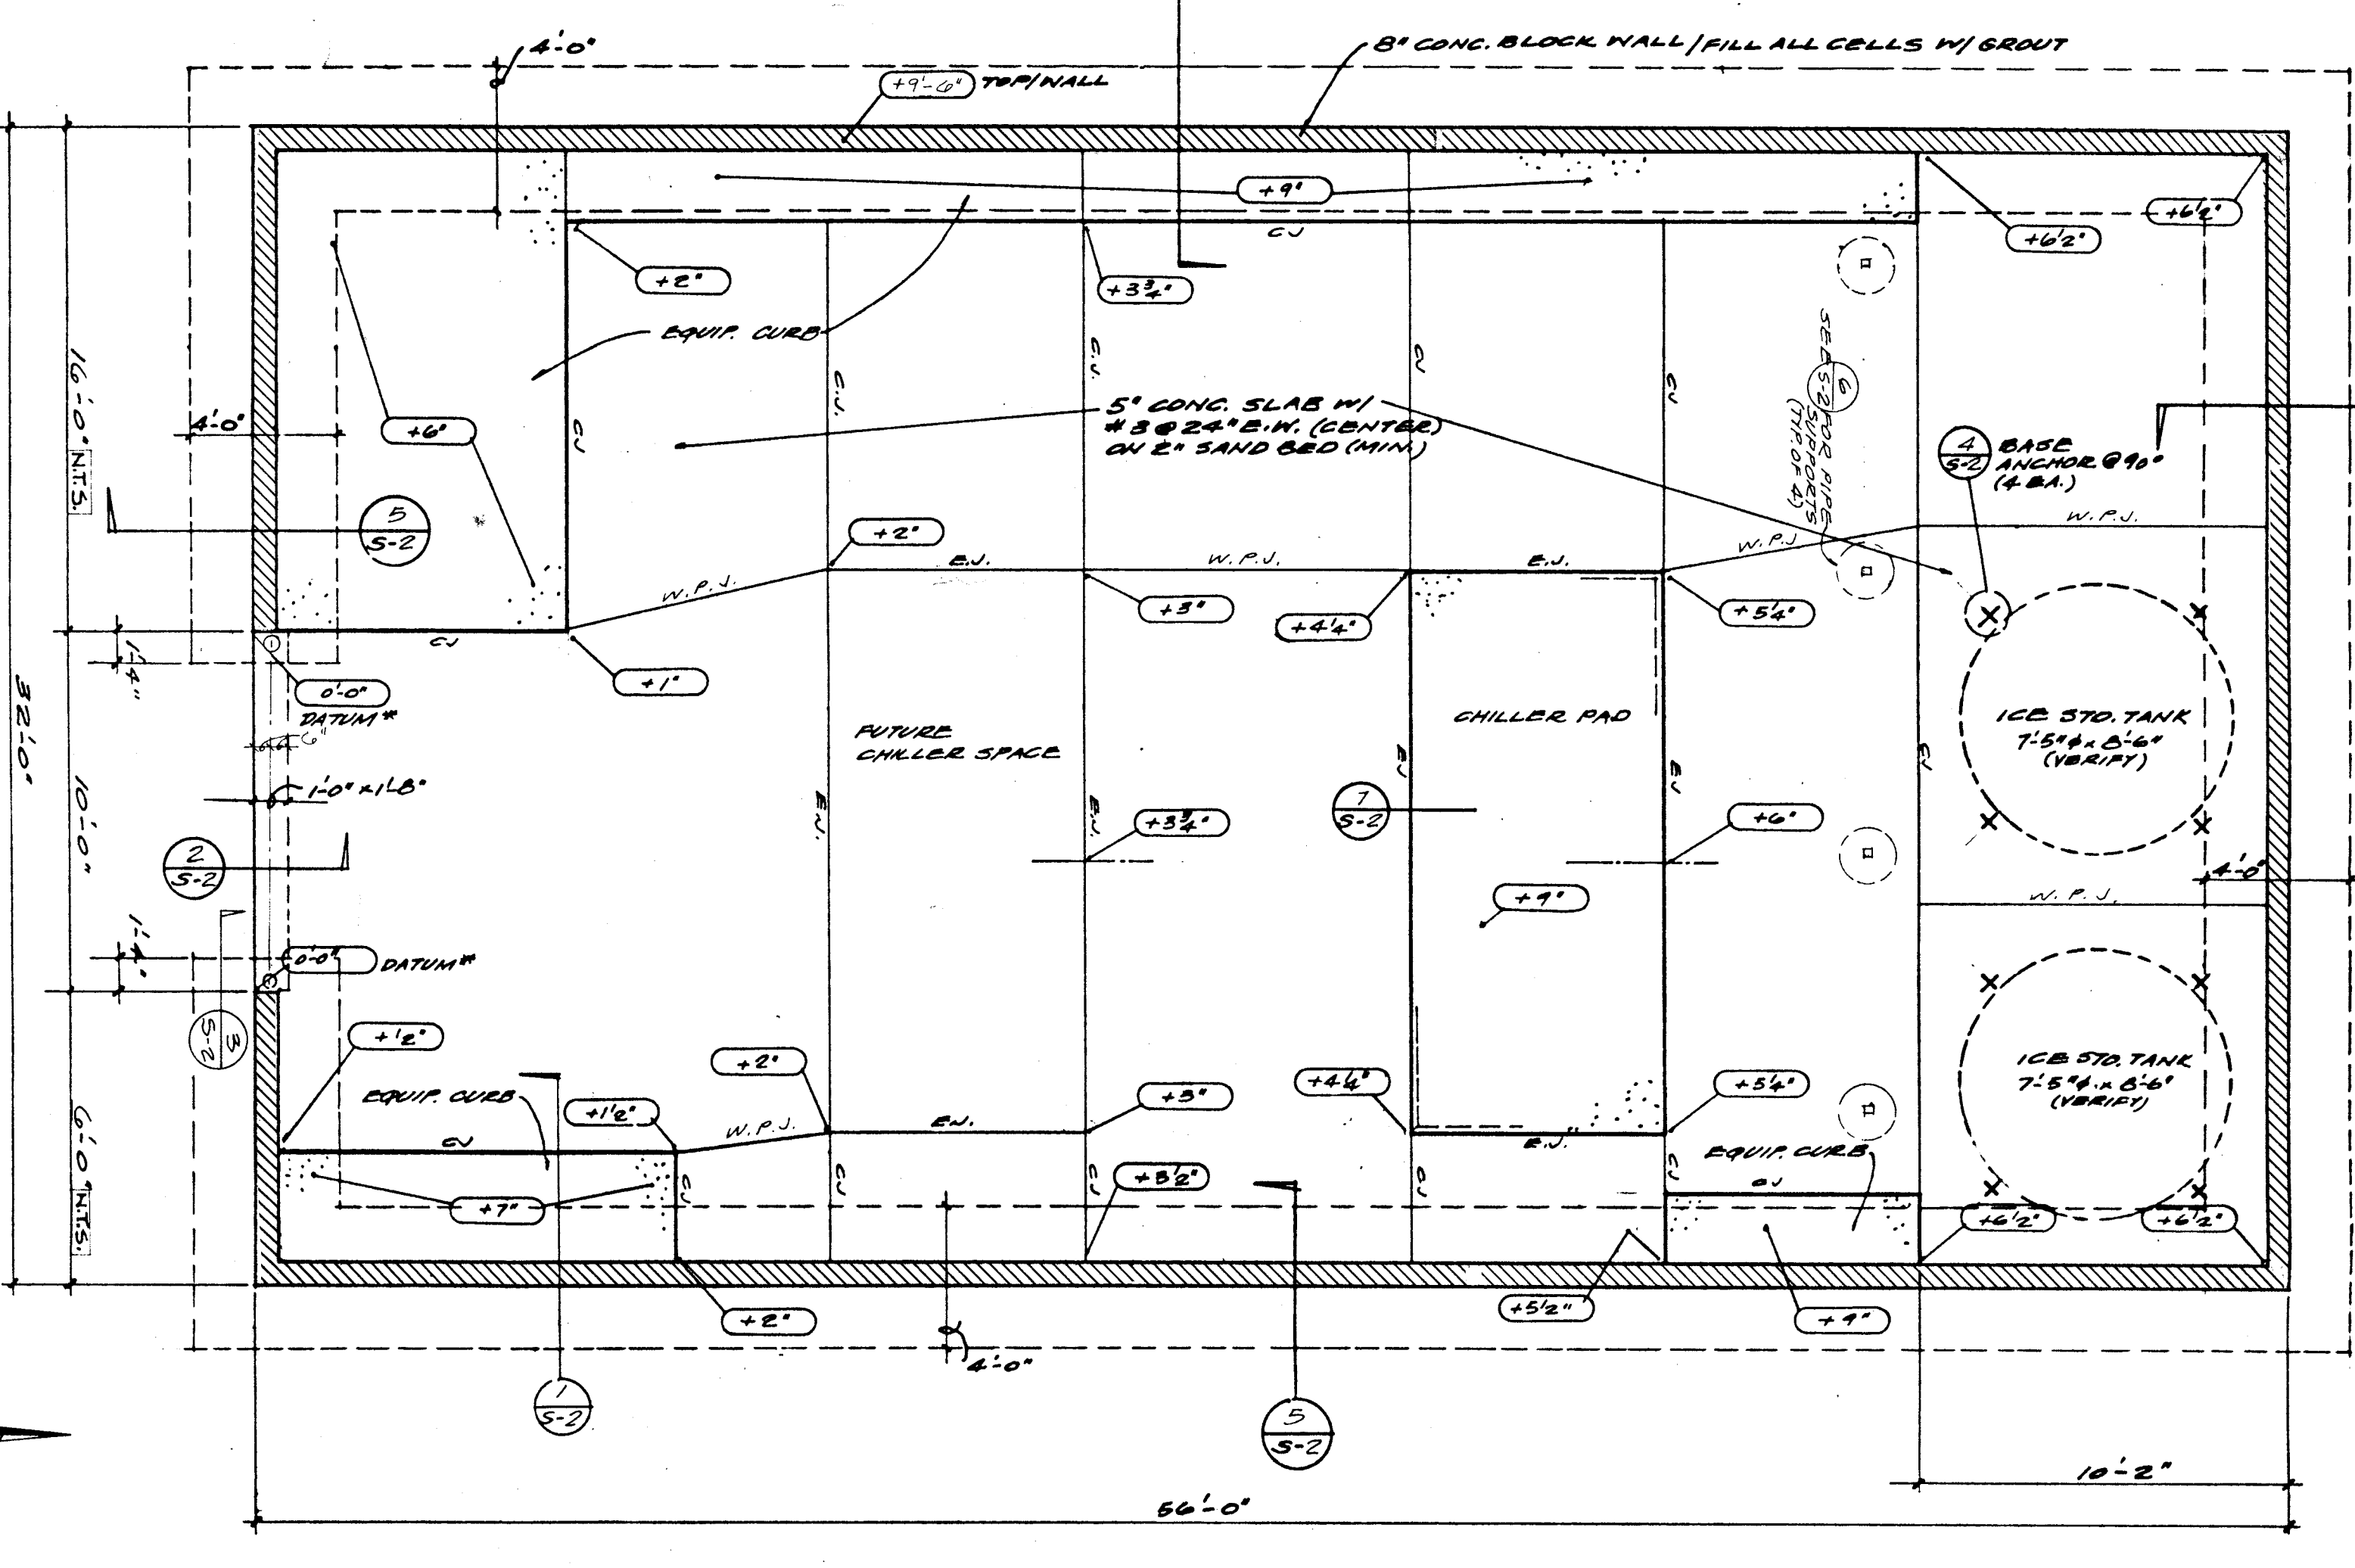 4'-0"
8" CONC. BLOCK WALL/FILL ALL CELLS W/ GROUT
+9'-6" TOP/WALL
+9"
+6½"
+6½"
CJ
+2"
+3¾"
EQUIP. CURB
16'-0" N.T.S.
4'-0"
+6"
CJ
C.J.
C.J.
CJ
CJ
5" CONC. SLAB W/
#3@24" E.W. (CENTER)
ON 2" SAND BED (MIN.)
6
S-2
SEE FOR PIPE
SUPPORTS
(TYP. OF 4)
4
S-2
BASE
ANCHOR @ 90°
(4 EA.)
5
S-2
+2"
E.J.
W.P.J.
E.J.
W.P.J.
W.P.J.
W.P.J.
+3"
+4¼"
+5¼"
CJ
1'-4"
+1"
0'-0"
DATUM*
6"
32'-0"
10'-0"
FUTURE
CHILLER SPACE
CHILLER PAD
ICE STO. TANK
7'-5"ϕ x 8'-6"
(VERIFY)
E.J.
E.J.
EJ
EJ
EJ
1'-0" x 1'-8"
7
S-2
+3¾"
+6"
2
S-2
4'-0"
+9"
W.P.J.
1'-4"
0'-0" DATUM*
3
S-2
+½"
+2"
EQUIP. CURB
+1½"
W.P.J.
E.J.
+3"
+4¼"
+5¼"
ICE STO. TANK
7'-5"ϕ x 8'-6"
(VERIFY)
CJ
E.J.
EQUIP. CURB
6'-0" N.T.S.
CJ
CJ
CJ
CJ
CJ
CJ
+7"
+3½"
+6½"
+6½"
+2"
+5½"
+9"
4'-0"
1
S-2
5
S-2
10'-2"
56'-0"